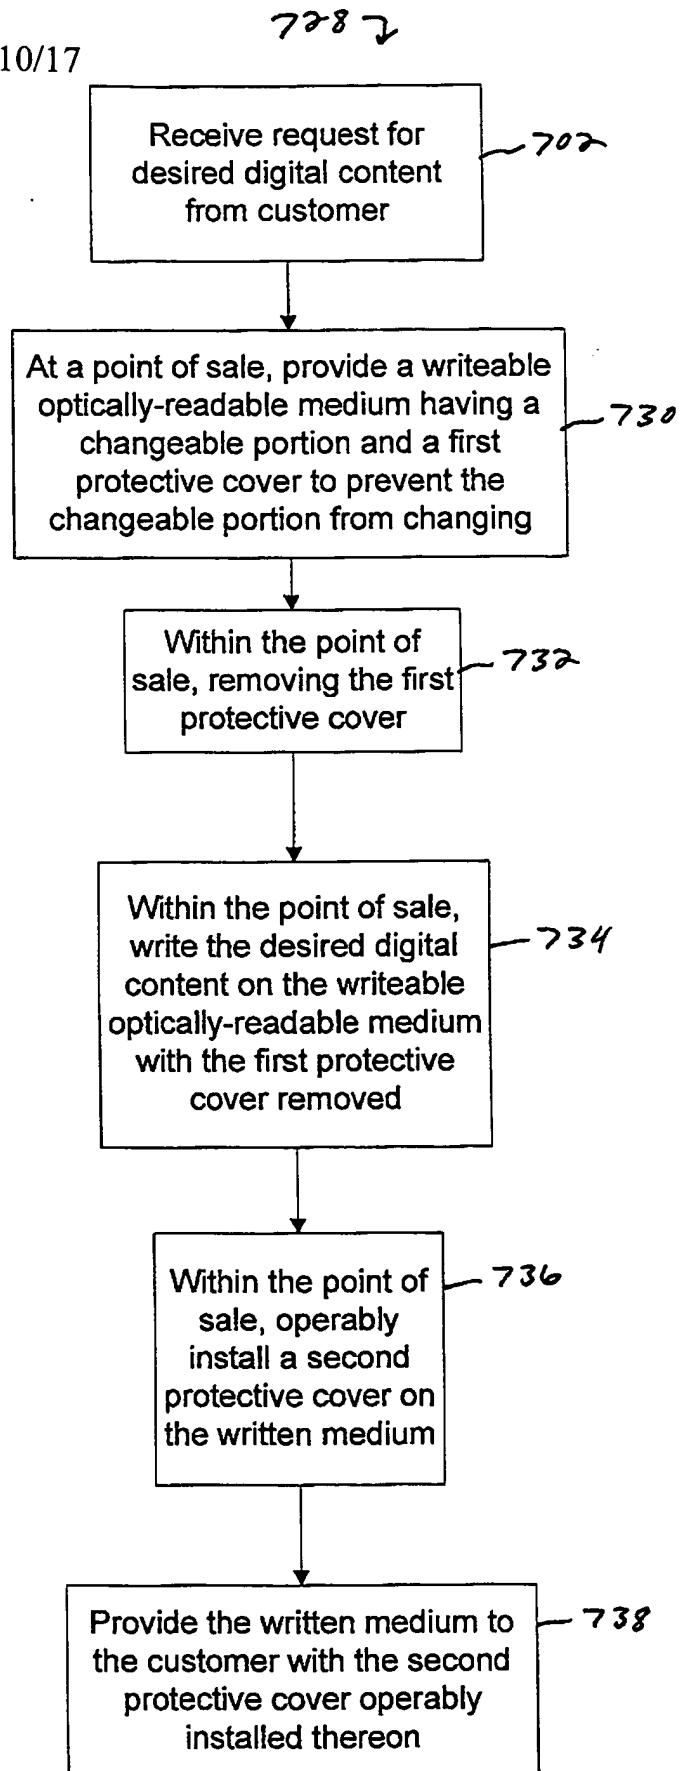 728
10/17
Receive request for
desired digital content
from customer
702
At a point of sale, provide a writeable
optically-readable medium having a
changeable portion and a first
protective cover to prevent the
changeable portion from changing
730
Within the point of
sale, removing the first
protective cover
732
Within the point of sale,
write the desired digital
content on the writeable
optically-readable medium
with the first protective
cover removed
734
Within the point of
sale, operably
install a second
protective cover on
the written medium
736
Provide the written medium to
the customer with the second
protective cover operably
installed thereon
738